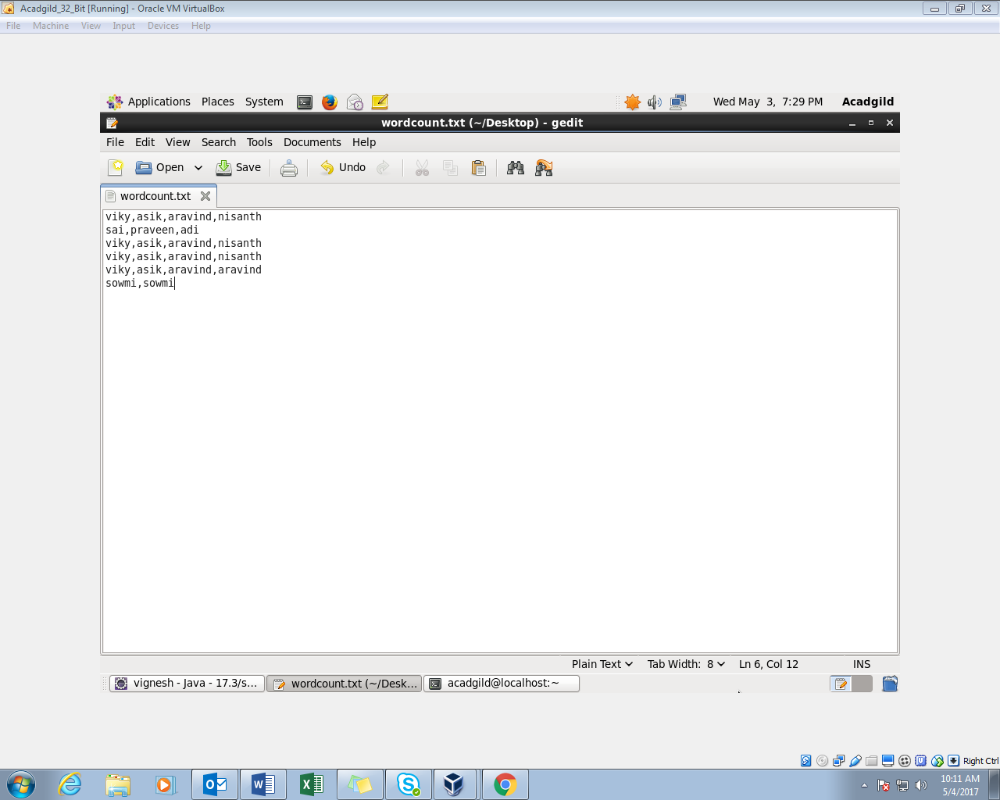 Acadgild_32_Bit [Running] - Oracle VM VirtualBox
File Machine View Input Devices Help
Applications Places System Wed May 3, 7:29 PM Acadgild
wordcount.txt (~/Desktop) - gedit
File Edit View Search Tools Documents Help
Open Save Undo
wordcount.txt
viky,asik,aravind,nisanth
sai,praveen,adi
viky,asik,aravind,nisanth
viky,asik,aravind,nisanth
viky,asik,aravind,aravind
sowmi,sowmi
Plain Text Tab Width: 8 Ln 6, Col 12 INS
vignesh - Java - 17.3/s... wordcount.txt (~/Desk... acadgild@localhost:~
Right Ctrl
10:11 AM
5/4/2017